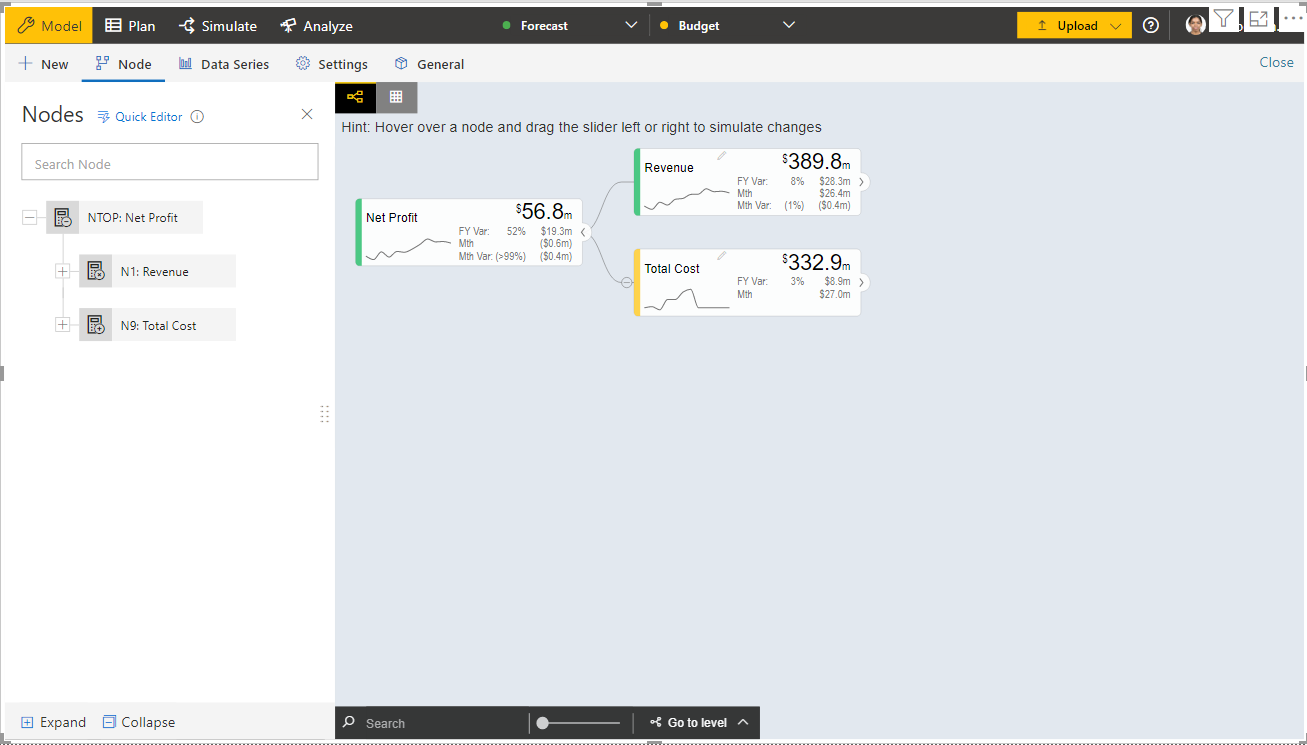 Model Plan Simulate Analyze Forecast Budget Upload
New Node Data Series Settings General Close
Nodes Quick Editor
Search Node
NTOP: Net Profit
N1: Revenue
N9: Total Cost
Expand Collapse
Hint: Hover over a node and drag the slider left or right to simulate changes
Net Profit $56.8m
FY Var: 52% $19.3m
Mth ($0.6m)
Mth Var: (>99%) ($0.4m)
Revenue $389.8m
FY Var: 8% $28.3m
Mth $26.4m
Mth Var: (1%) ($0.4m)
Total Cost $332.9m
FY Var: 3% $8.9m
Mth $27.0m
Search Go to level